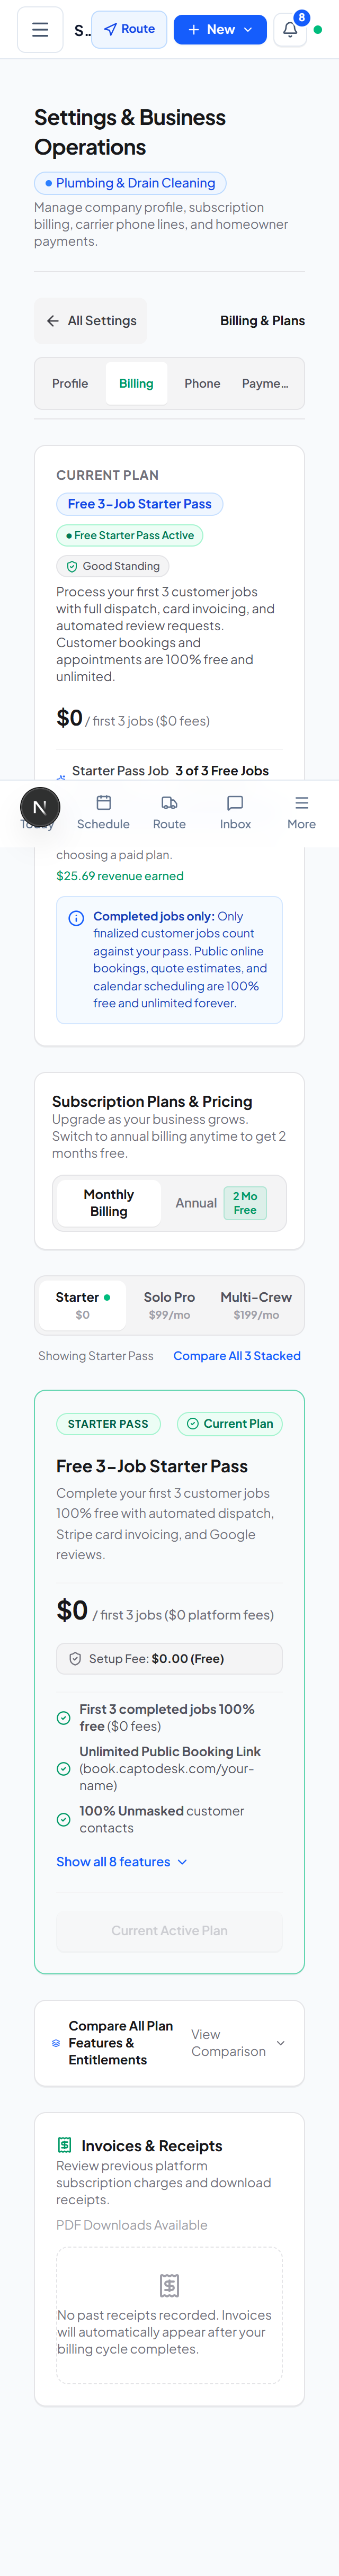 S... Route New 8
Settings & Business
Operations
Plumbing & Drain Cleaning
Manage company profile, subscription
billing, carrier phone lines, and homeowner
payments.
All Settings Billing & Plans
Profile Billing Phone Payme...
CURRENT PLAN
Free 3-Job Starter Pass
Free Starter Pass Active
Good Standing
Process your first 3 customer jobs
with full dispatch, card invoicing, and
automated review requests.
Customer bookings and
appointments are 100% free and
unlimited.
$0 / first 3 jobs ($0 fees)
Starter Pass Job 3 of 3 Free Jobs
N
Today Schedule Route Inbox More
choosing a paid plan.
$25.69 revenue earned
Completed jobs only: Only
finalized customer jobs count
against your pass. Public online
bookings, quote estimates, and
calendar scheduling are 100%
free and unlimited forever.
Subscription Plans & Pricing
Upgrade as your business grows.
Switch to annual billing anytime to get 2
months free.
Monthly
Billing
Annual
2 Mo
Free
Starter Solo Pro Multi-Crew
$0 $99/mo $199/mo
Showing Starter Pass Compare All 3 Stacked
STARTER PASS Current Plan
Free 3-Job Starter Pass
Complete your first 3 customer jobs
100% free with automated dispatch,
Stripe card invoicing, and Google
reviews.
$0 / first 3 jobs ($0 platform fees)
Setup Fee: $0.00 (Free)
First 3 completed jobs 100%
free ($0 fees)
Unlimited Public Booking Link
(book.captodesk.com/your-
name)
100% Unmasked customer
contacts
Show all 8 features
Current Active Plan
Compare All Plan
Features &
Entitlements
View
Comparison
Invoices & Receipts
Review previous platform
subscription charges and download
receipts.
PDF Downloads Available
No past receipts recorded. Invoices
will automatically appear after your
billing cycle completes.